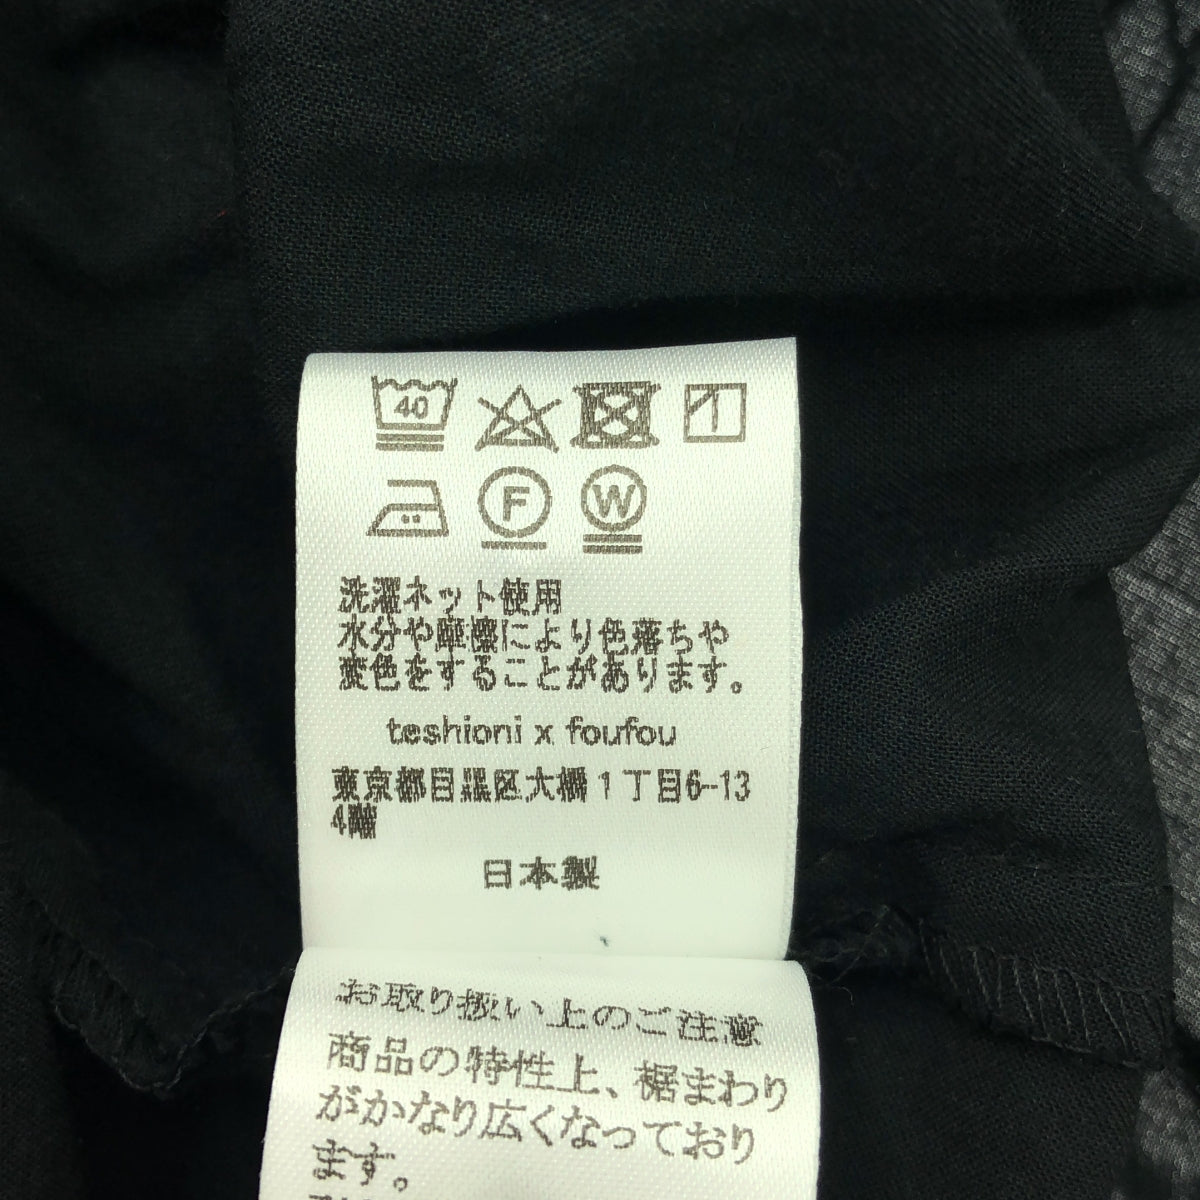 40
F W
洗濯ネット使用
水分や摩擦により色落ちや
変色をすることがあります。
teshioni x foufou
東京都目黒区大橋1丁目6-13
4階
日本製
お取り扱い上のご注意
商品の特性上、裾まわり
がかなり広くなっており
ます。